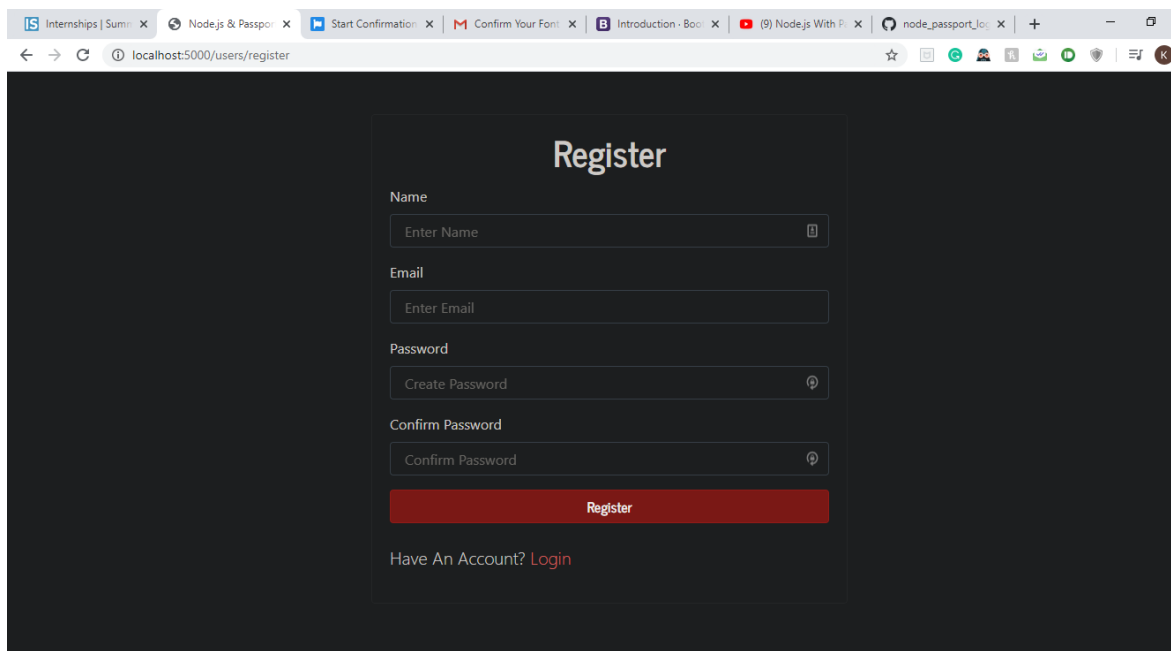 Internships | Sum
Node.js & Passpor
Start Confirmation
Confirm Your Font
Introduction · Boo
(9) Node.js With P
node_passport_log
localhost:5000/users/register
K
Register
Name
Enter Name
Email
Enter Email
Password
Create Password
Confirm Password
Confirm Password
Register
Have An Account? Login